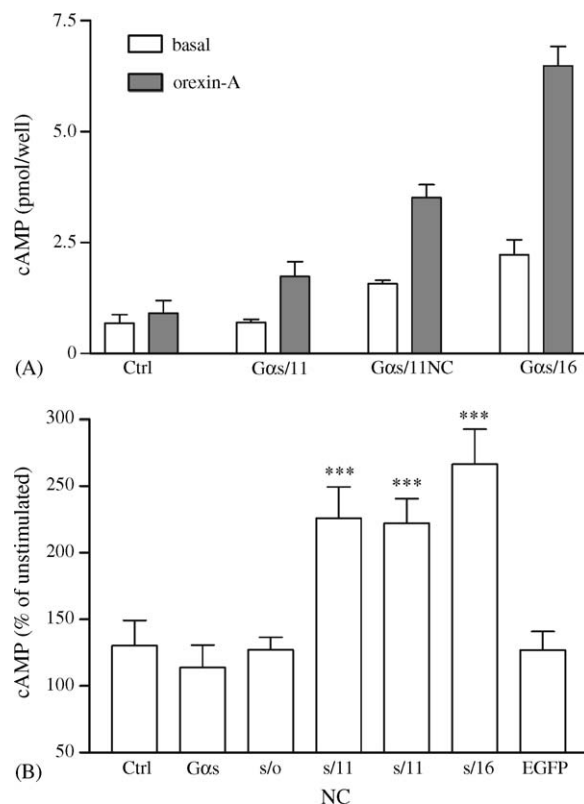 7.5
basal
orexin-A
5.0
cAMP (pmol/well)
2.5
0
(A)
Ctrl Gαs/11 Gαs/11NC Gαs/16
300
***
*** ***
250
200
cAMP (% of unstimulated)
150
100
50
(B)
Ctrl Gαs s/o s/11 s/11 s/16 EGFP
NC